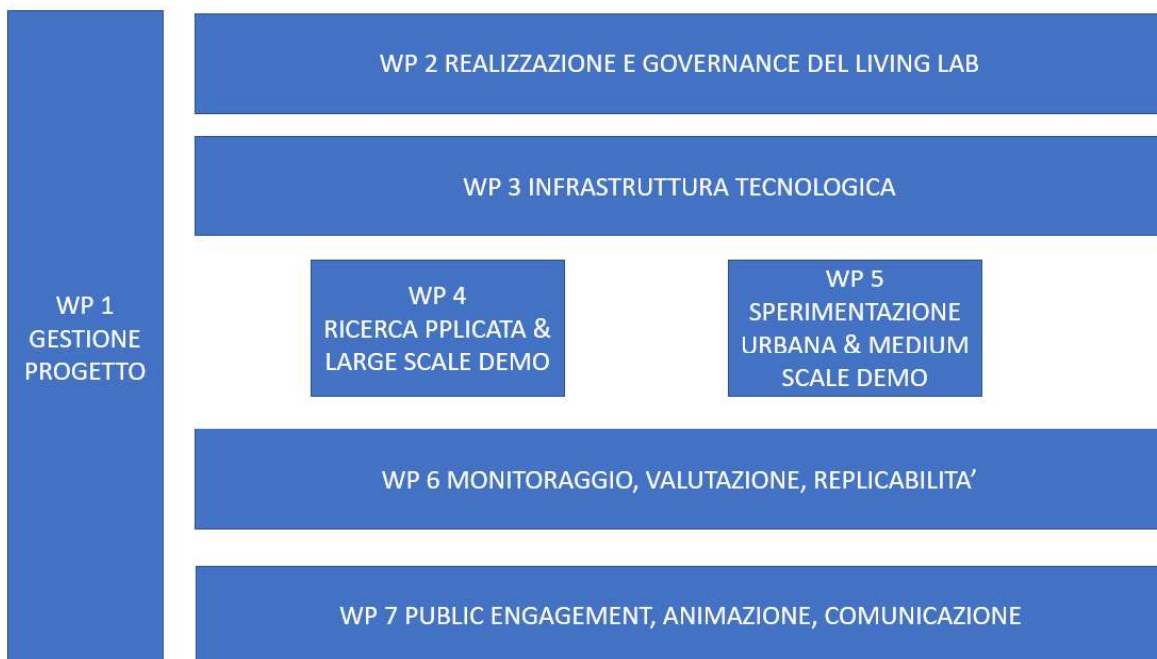 WP 1
GESTIONE
PROGETTO
WP 2 REALIZZAZIONE E GOVERNANCE DEL LIVING LAB
WP 3 INFRASTRUTTURA TECNOLOGICA
WP 4
RICERCA PPLICATA &
LARGE SCALE DEMO
WP 5
SPERIMENTAZIONE
URBANA & MEDIUM
SCALE DEMO
WP 6 MONITORAGGIO, VALUTAZIONE, REPLICABILITA’
WP 7 PUBLIC ENGAGEMENT, ANIMAZIONE, COMUNICAZIONE